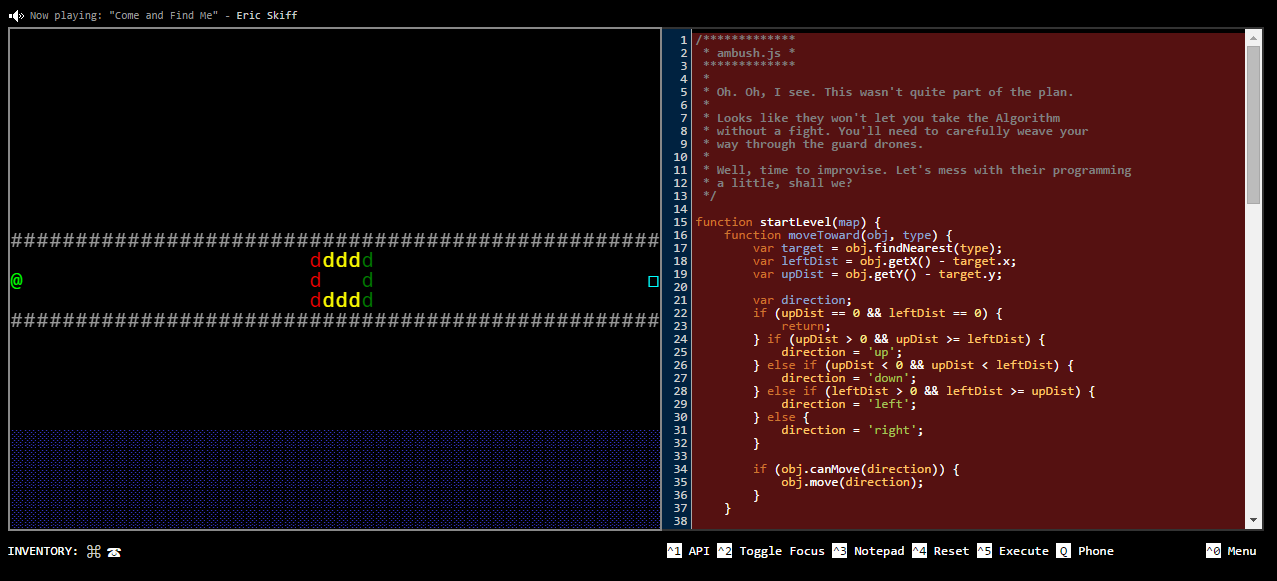 Now playing: "Come and Find Me" - Eric Skiff
##################################################
dddd​d
@ d d
dddd​d
##################################################
1 /*************
2 * ambush.js *
3 *************
4 *
5 * Oh. Oh, I see. This wasn't quite part of the plan.
6 *
7 * Looks like they won't let you take the Algorithm
8 * without a fight. You'll need to carefully weave your
9 * way through the guard drones.
10 *
11 * Well, time to improvise. Let's mess with their programming
12 * a little, shall we?
13 */
14
15 function startLevel(map) {
16 function moveToward(obj, type) {
17 var target = obj.findNearest(type);
18 var leftDist = obj.getX() - target.x;
19 var upDist = obj.getY() - target.y;
20
21 var direction;
22 if (upDist == 0 && leftDist == 0) {
23 return;
24 } if (upDist > 0 && upDist >= leftDist) {
25 direction = 'up';
26 } else if (upDist < 0 && upDist < leftDist) {
27 direction = 'down';
28 } else if (leftDist > 0 && leftDist >= upDist) {
29 direction = 'left';
30 } else {
31 direction = 'right';
32 }
33
34 if (obj.canMove(direction)) {
35 obj.move(direction);
36 }
37 }
38
INVENTORY: ⌘ ☎
^1 API ^2 Toggle Focus ^3 Notepad ^4 Reset ^5 Execute Q Phone ^0 Menu